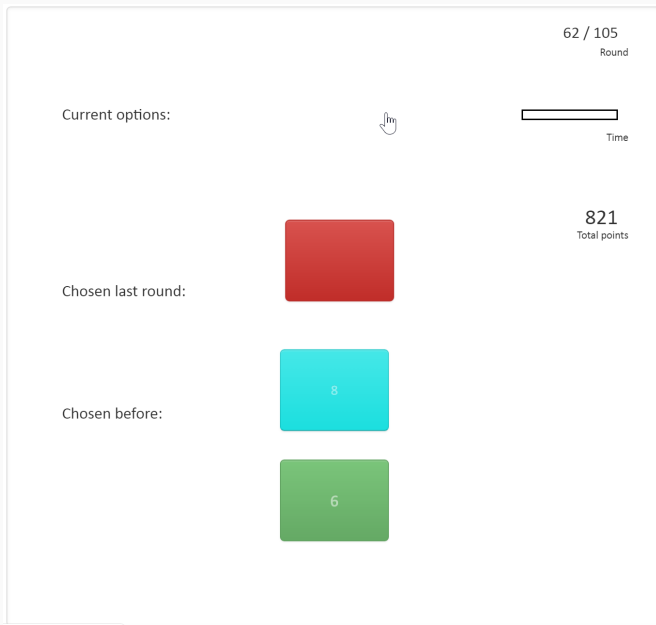 62 / 105
Round
Current options:
Time
821
Total points
Chosen last round:
8
Chosen before:
6